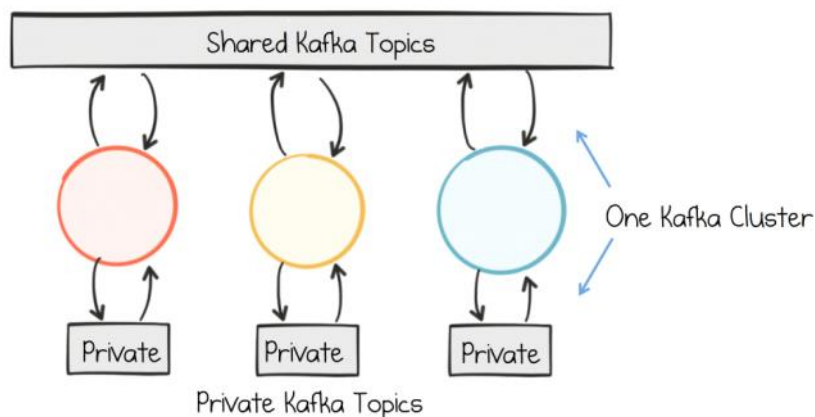 Shared Kafka Topics
One Kafka Cluster
Private
Private
Private
Private Kafka Topics